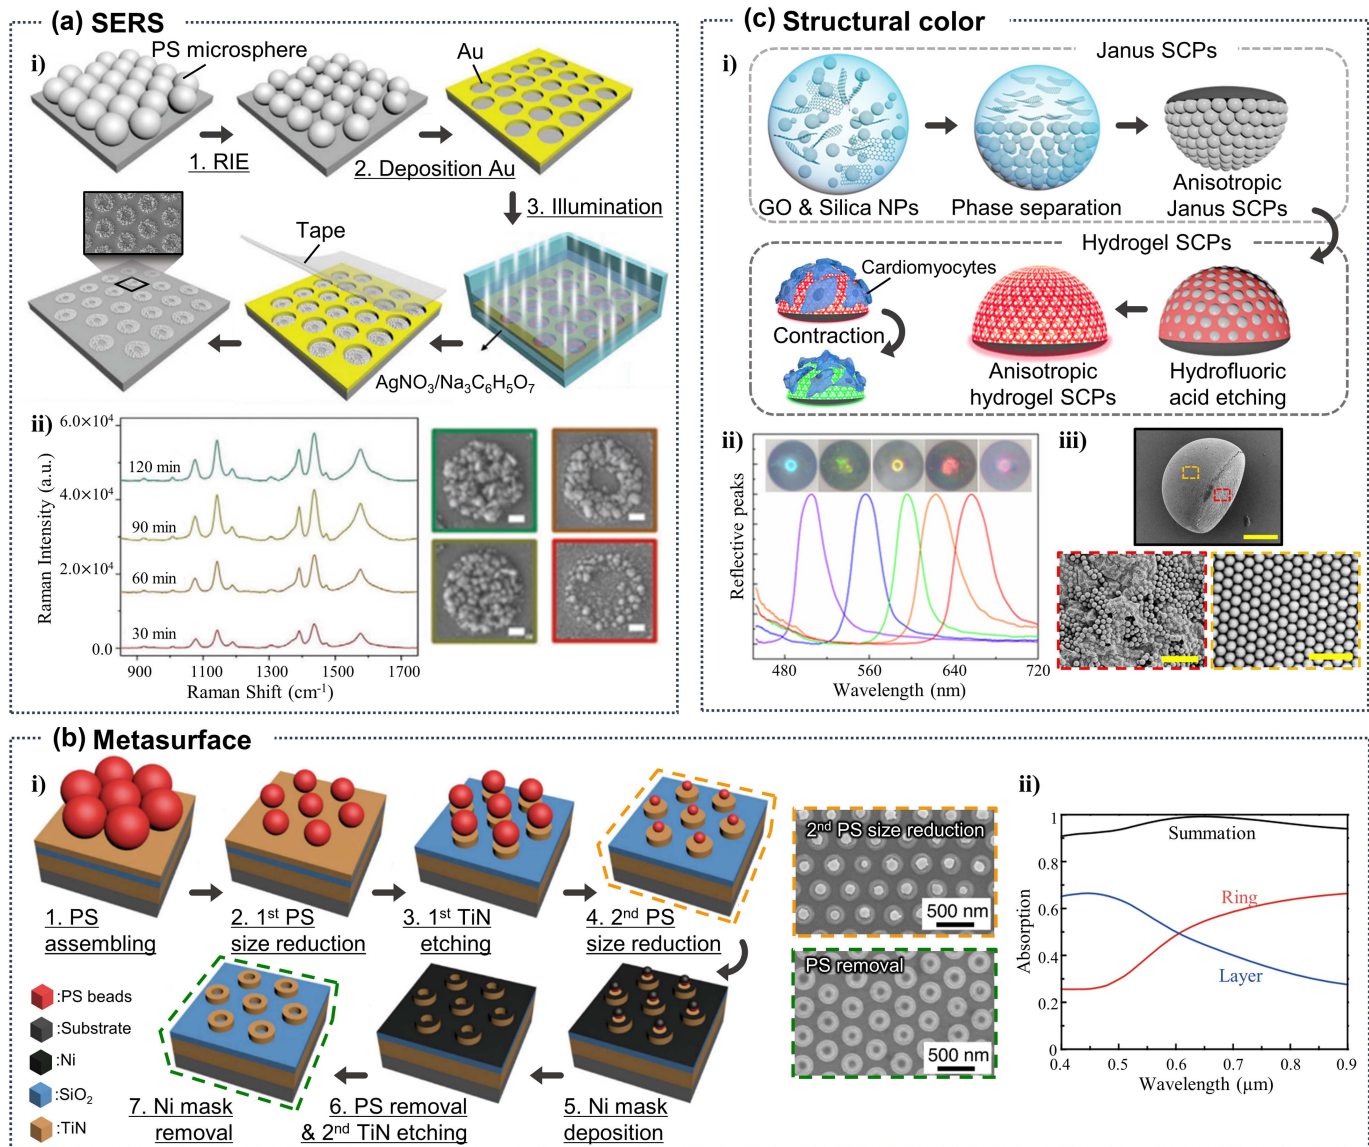 (a) SERS
i)
PS microsphere
Au
1. RIE
2. Deposition Au
3. Illumination
Tape
AgNO₃/Na₃C₆H₅O₇
ii)
Raman Intensity (a.u.)
6.0×10⁴
4.0×10⁴
2.0×10⁴
0.0
120 min
90 min
60 min
30 min
900
1100
1300
1500
1700
Raman Shift (cm⁻¹)
(c) Structural color
i)
Janus SCPs
GO & Silica NPs
Phase separation
Anisotropic
Janus SCPs
Hydrogel SCPs
Cardiomyocytes
Contraction
Anisotropic
hydrogel SCPs
Hydrofluoric
acid etching
ii)
Reflective peaks
480
560
640
720
Wavelength (nm)
iii)
(b) Metasurface
i)
1. PS
assembling
2. 1ˢᵗ PS
size reduction
3. 1ˢᵗ TiN
etching
4. 2ⁿᵈ PS
size reduction
:PS beads
:Substrate
:Ni
:SiO₂
:TiN
7. Ni mask
removal
6. PS removal
& 2ⁿᵈ TiN etching
5. Ni mask
deposition
2ⁿᵈ PS size reduction
500 nm
PS removal
500 nm
ii)
Absorption
1
0.8
0.6
0.4
0.2
0
Summation
Ring
Layer
0.4
0.5
0.6
0.7
0.8
0.9
Wavelength (µm)